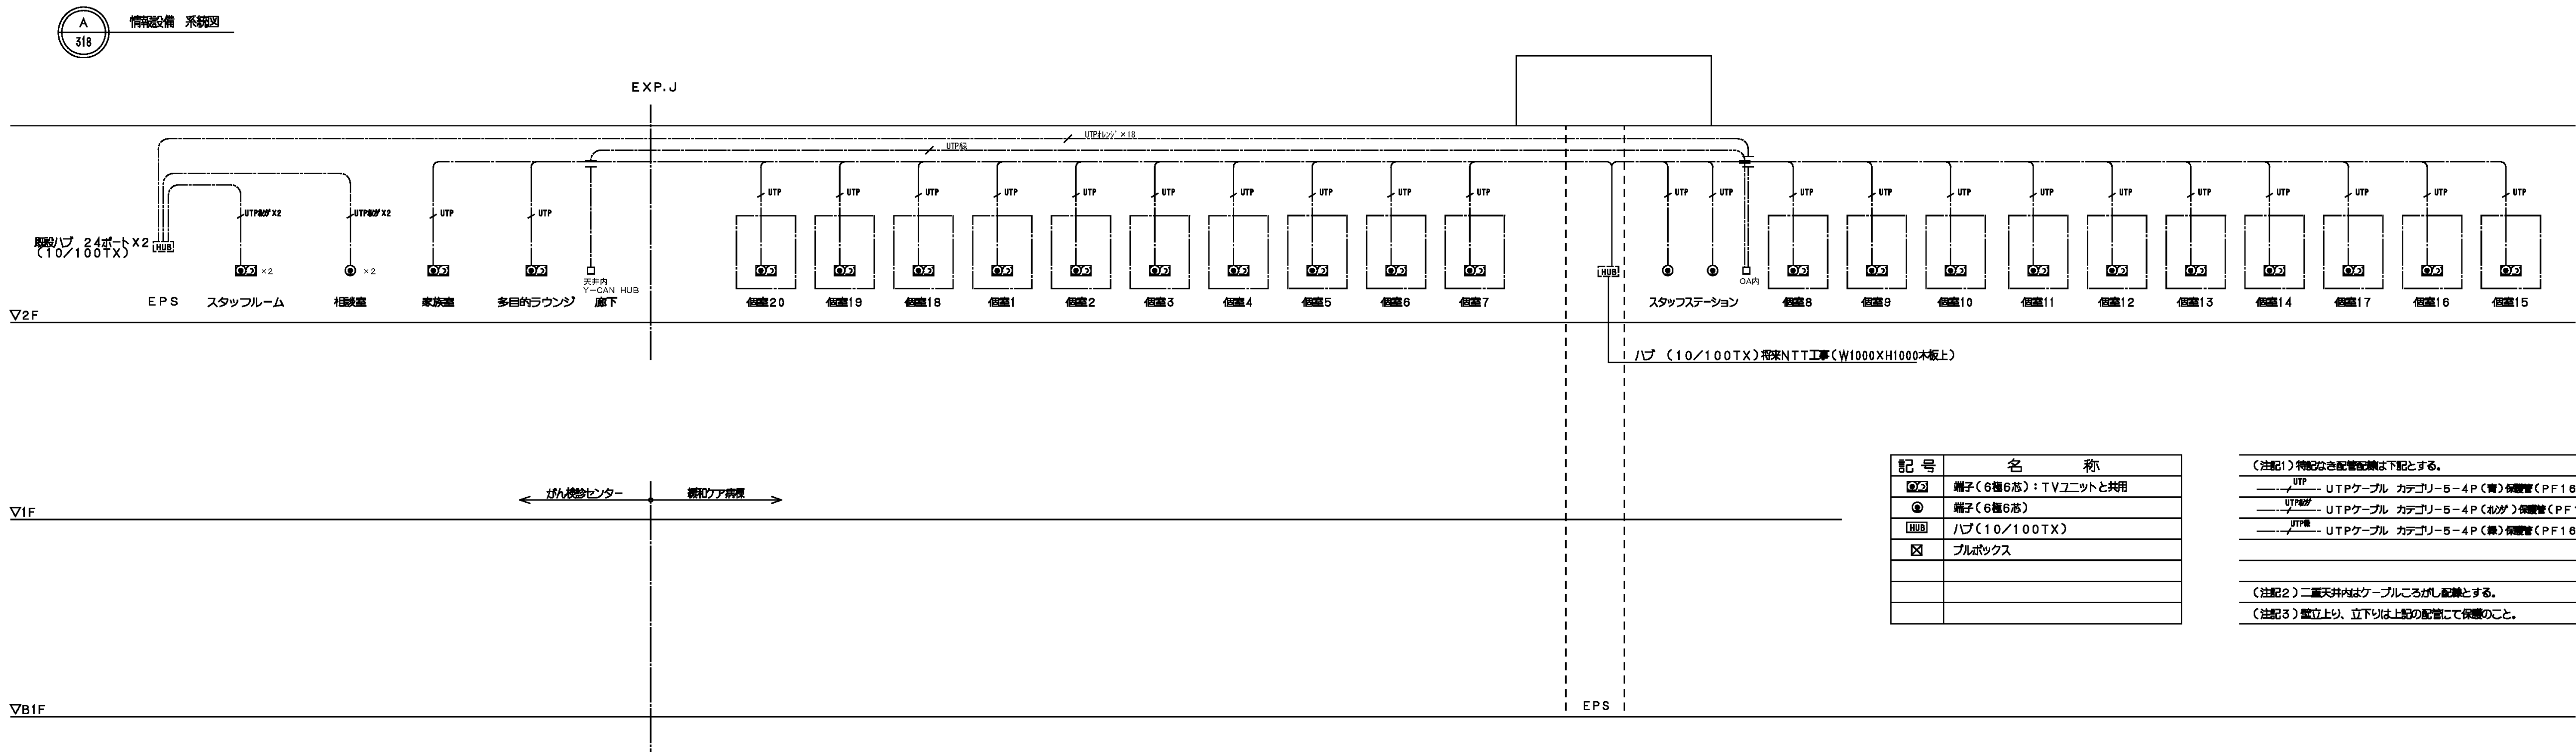 A
318
情報設備 系統図
EXP.J
UTPｵﾚﾝｼﾞ×18
UTP緑
UTP UTP UTP UTP UTP UTP UTP UTP UTP UTP UTP UTP UTP UTP UTP UTP UTP UTP UTP UTP UTP UTP
UTPｵﾚﾝｼﾞ×2 UTPｵﾚﾝｼﾞ×2 UTP UTP
既設ハブ 24ポート×2
(10/100TX)
HUB
×2 ×2
HUB
天井内
Y-CAN HUB
OA内
EPS スタッフルーム 相談室 家族室 多目的ラウンジ 廊下 個室20 個室19 個室18 個室1 個室2 個室3 個室4 個室5 個室6 個室7 スタッフステーション 個室8 個室9 個室10 個室11 個室12 個室13 個室14 個室17 個室16 個室15
▽2F
ハブ (10/100TX)将来NTT工事(W1000×H1000木板上)
がん検診センター 緩和ケア病棟
▽1F
記号 名 称
端子(6極6芯):TVユニットと共用
端子(6極6芯)
HUB ハブ(10/100TX)
プルボックス
(注記1)特記なき配管配線は下記とする。
UTP UTPケーブル カテゴリー5-4P(青)保護管(PF16
UTPｵﾚﾝｼﾞ UTPケーブル カテゴリー5-4P(ｵﾚﾝｼﾞ)保護管(PF1
UTP緑 UTPケーブル カテゴリー5-4P(緑)保護管(PF16
(注記2)二重天井内はケーブルころがし配線とする。
(注記3)壁立上り、立下りは上記の配管にて保護のこと。
EPS
▽B1F